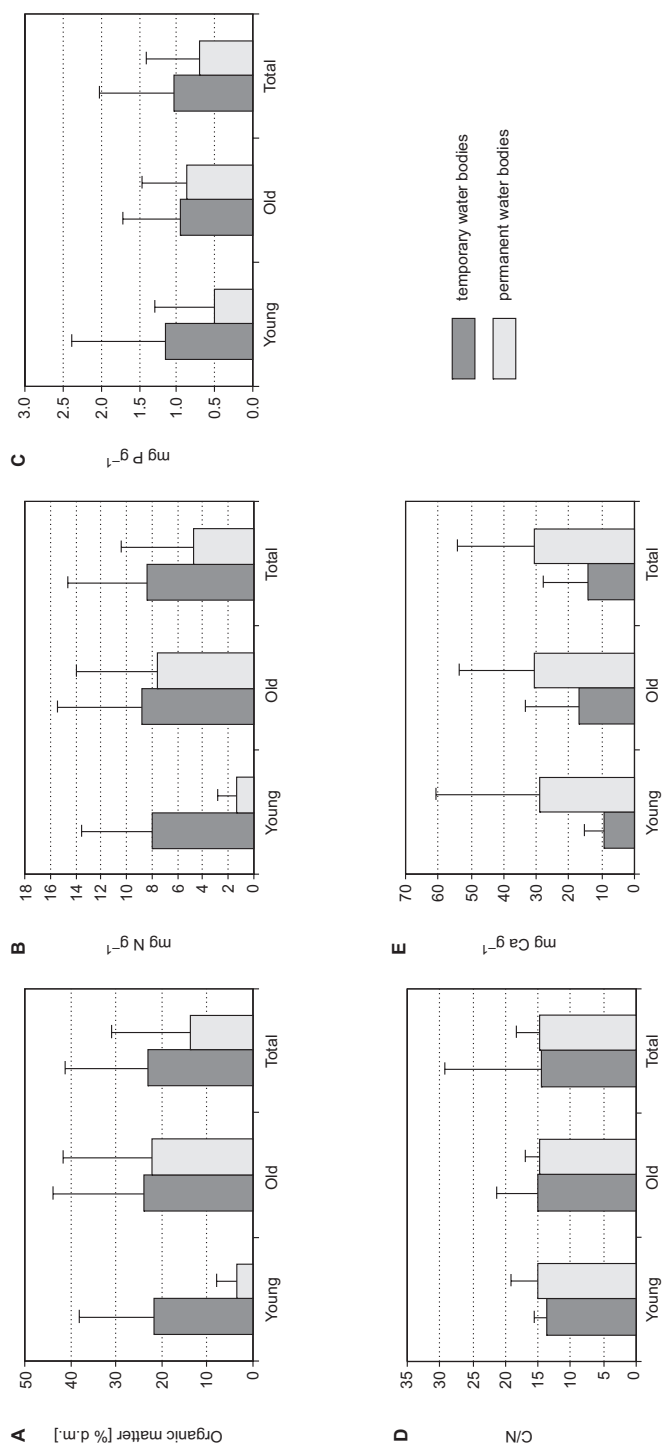 A
Organic matter [% d.m.]
50
40
30
20
10
0
Young
Old
Total
B
mg N g⁻¹
18
16
14
12
10
8
6
4
2
0
Young
Old
Total
C
mg P g⁻¹
3.0
2.5
2.0
1.5
1.0
0.5
0.0
Young
Old
Total
D
C/N
35
30
25
20
15
10
5
0
Young
Old
Total
E
mg Ca g⁻¹
70
60
50
40
30
20
10
0
Young
Old
Total
temporary water bodies
permanent water bodies